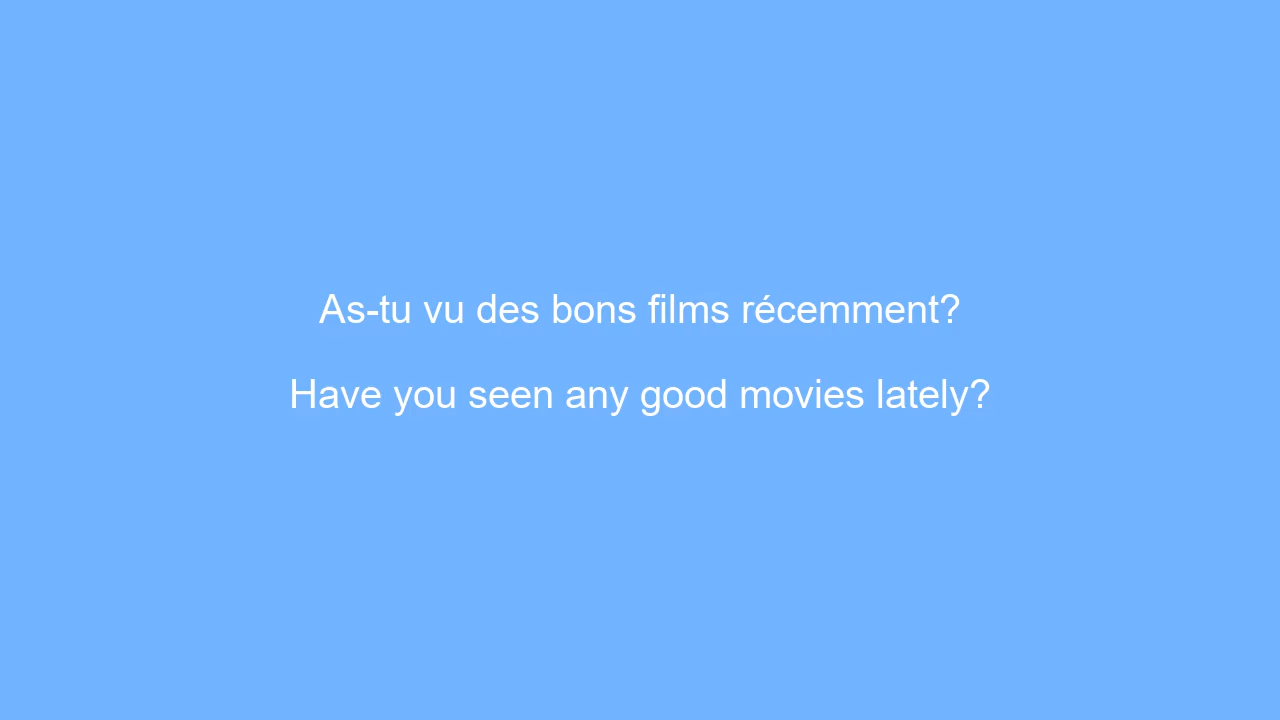 As-tu vu des bons films récemment?
Have you seen any good movies lately?